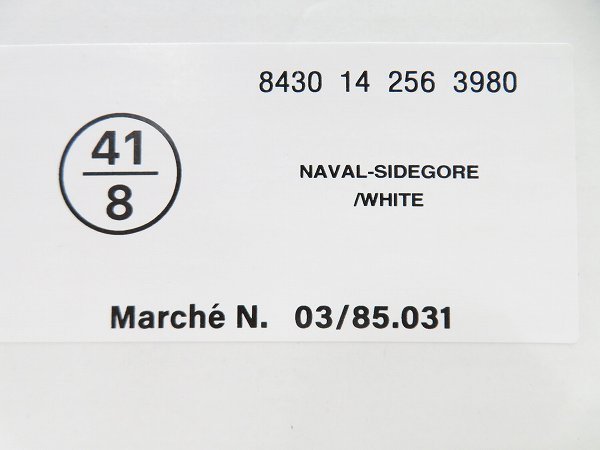 8430 14 256 3980
41
8
NAVAL-SIDEGORE
/WHITE
Marché N. 03/85.031